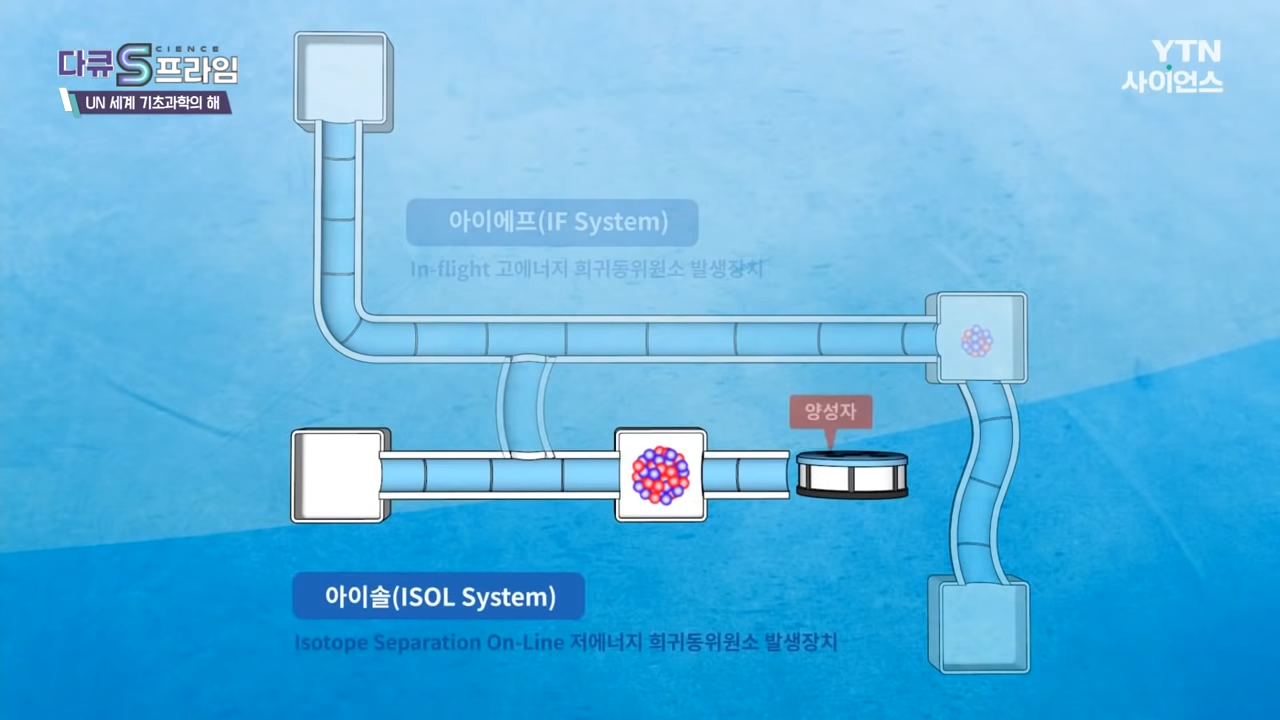 다큐 S 프라임
CIENCE
UN 세계 기초과학의 해
YTN
사이언스
아이에프(IF System)
In-flight 고에너지 희귀동위원소 발생장치
양성자
아이솔(ISOL System)
Isotope Separation On-Line 저에너지 희귀동위원소 발생장치